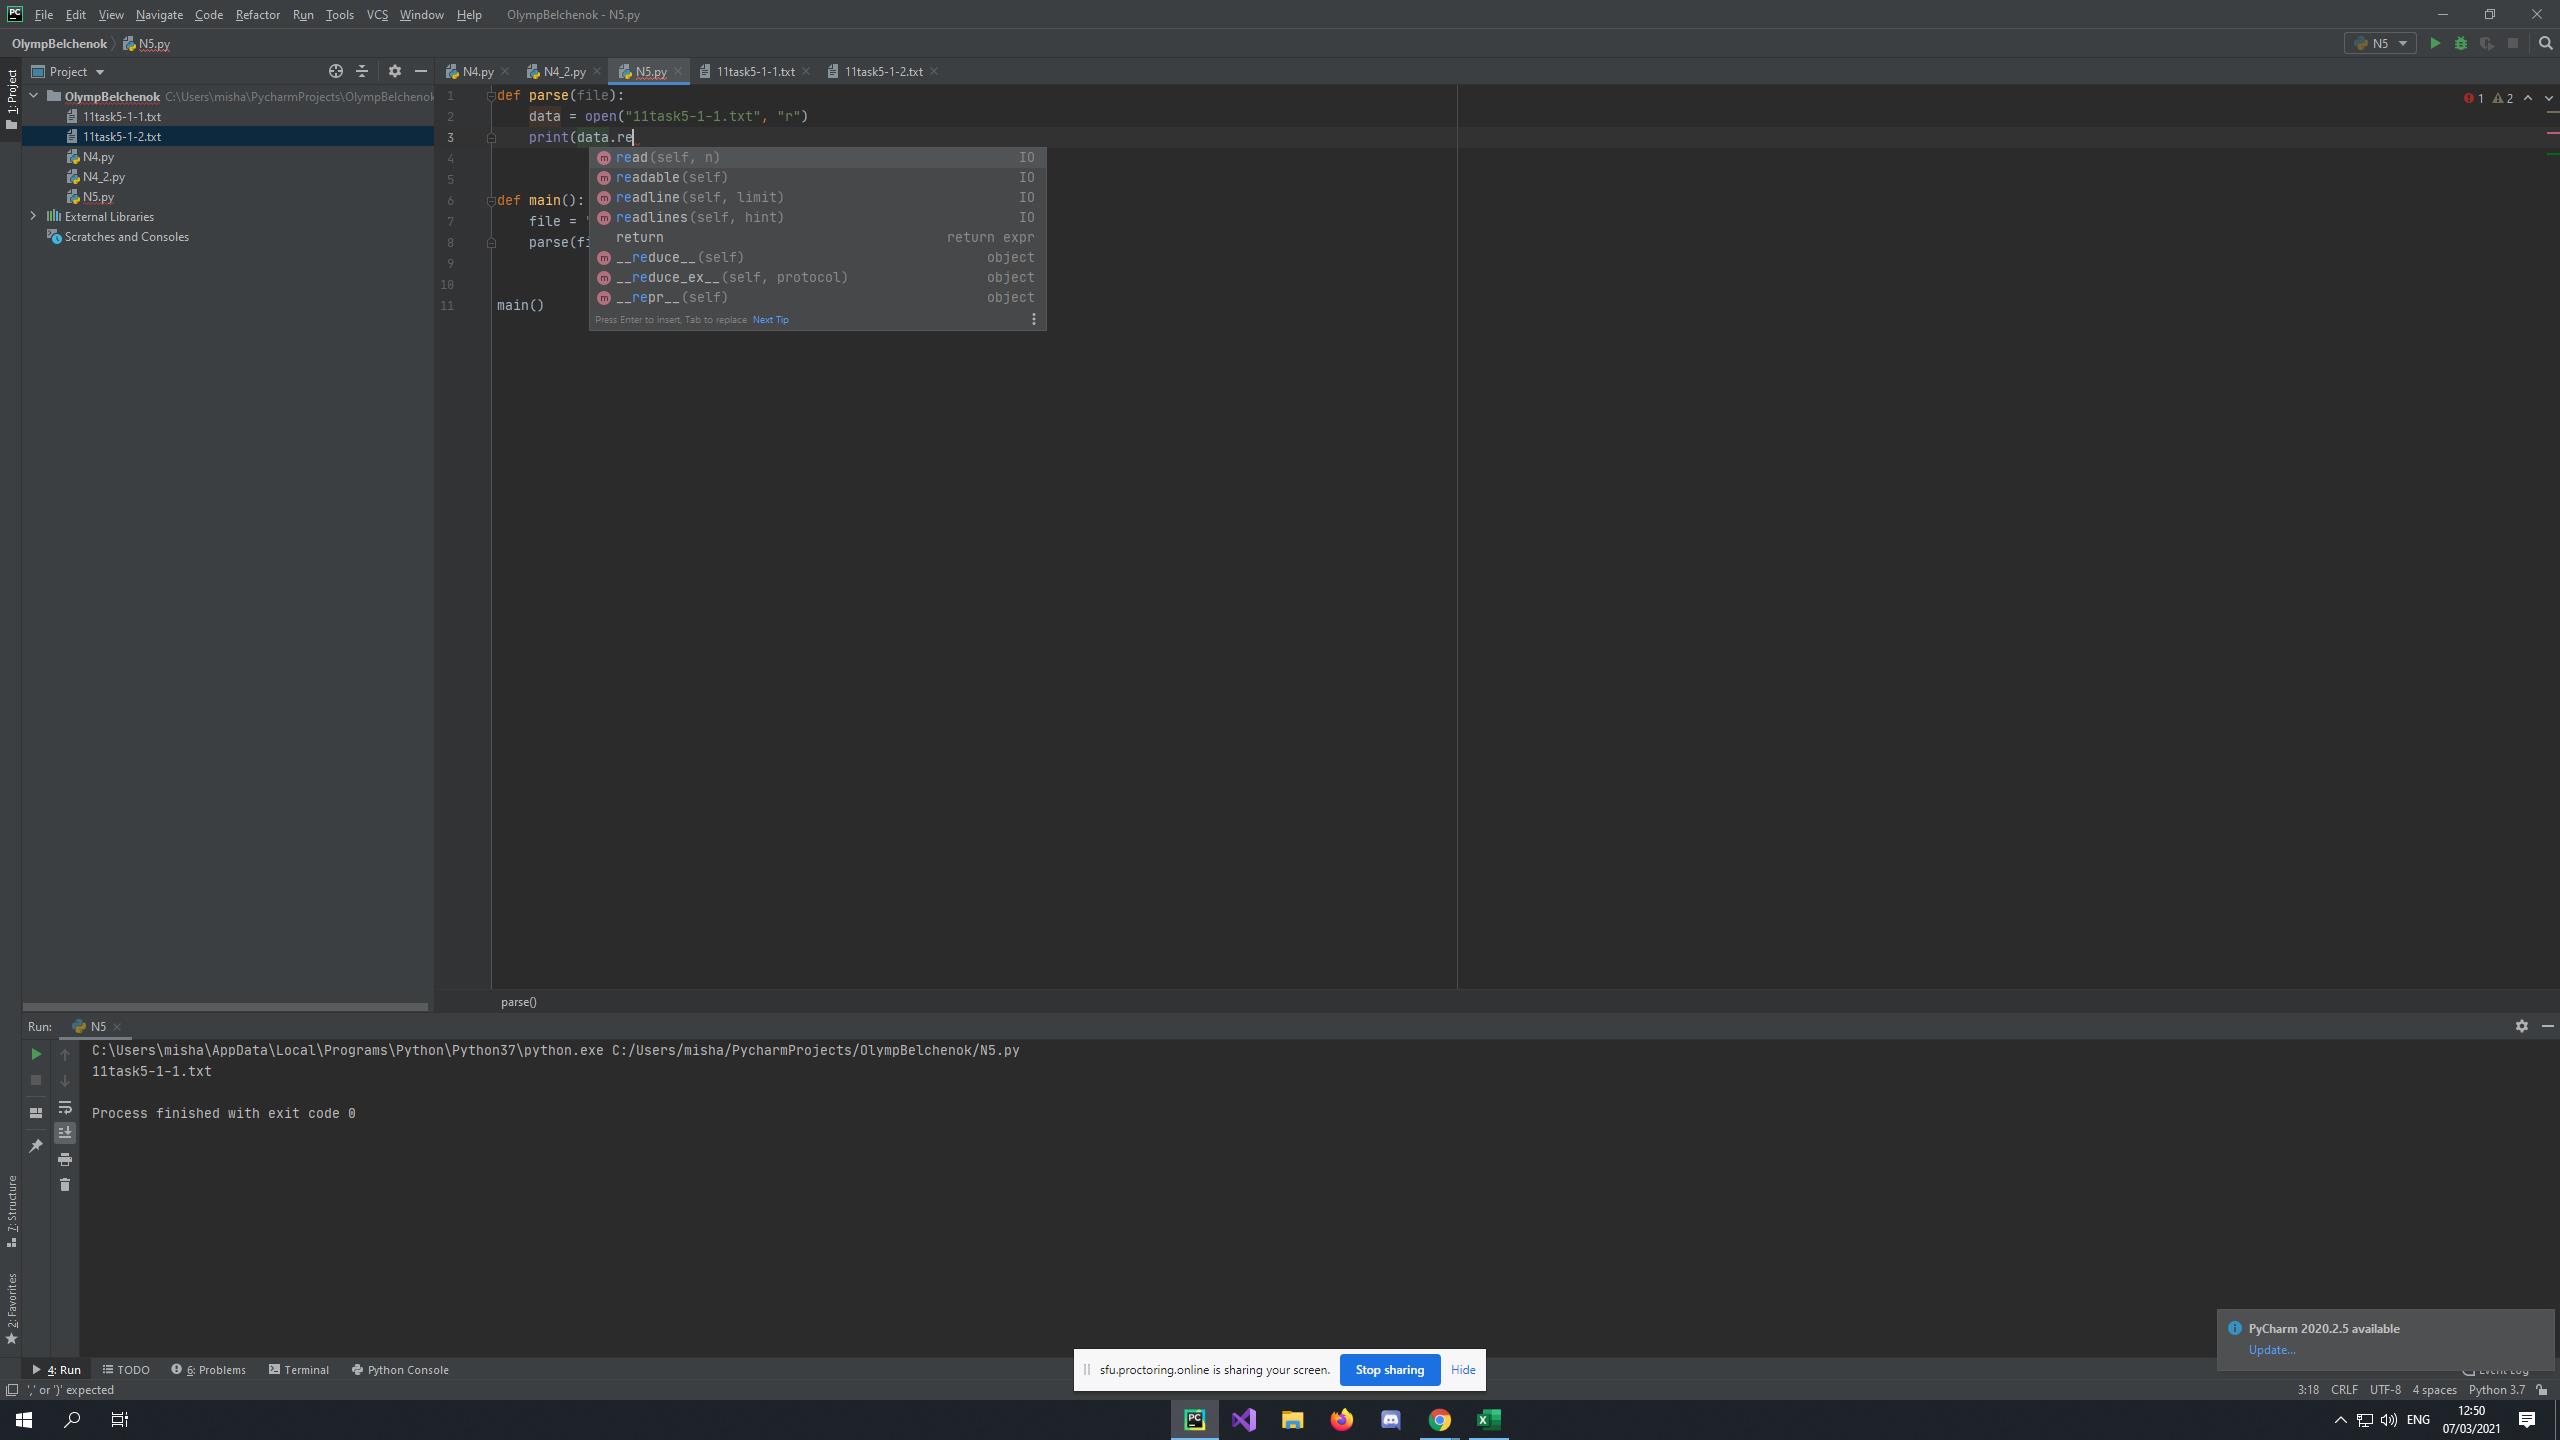 File Edit View Navigate Code Refactor Run Tools VCS Window Help OlympBelchenok - N5.py
OlympBelchenok N5.py
N5
1: Project
Project
N4.py N4_2.py N5.py 11task5-1-1.txt 11task5-1-2.txt
OlympBelchenok C:\Users\misha\PycharmProjects\OlympBelchenok
11task5-1-1.txt
11task5-1-2.txt
N4.py
N4_2.py
N5.py
External Libraries
Scratches and Consoles
1 def parse(file):
2 data = open("11task5-1-1.txt", "r")
3 print(data.re
4
5
6 def main():
7 file = '
8 parse(fi
9
10
11 main()
1 2
read(self, n) IO
readable(self) IO
readline(self, limit) IO
readlines(self, hint) IO
return return expr
__reduce__(self) object
__reduce_ex__(self, protocol) object
__repr__(self) object
Press Enter to insert, Tab to replace Next Tip
parse()
Run: N5
C:\Users\misha\AppData\Local\Programs\Python\Python37\python.exe C:/Users/misha/PycharmProjects/OlympBelchenok/N5.py
11task5-1-1.txt
Process finished with exit code 0
7: Structure
2: Favorites
PyCharm 2020.2.5 available
Update...
4: Run TODO 6: Problems Terminal Python Console
Event Log
sfu.proctoring.online is sharing your screen. Stop sharing Hide
',' or ')' expected
3:18 CRLF UTF-8 4 spaces Python 3.7
ENG
12:50
07/03/2021